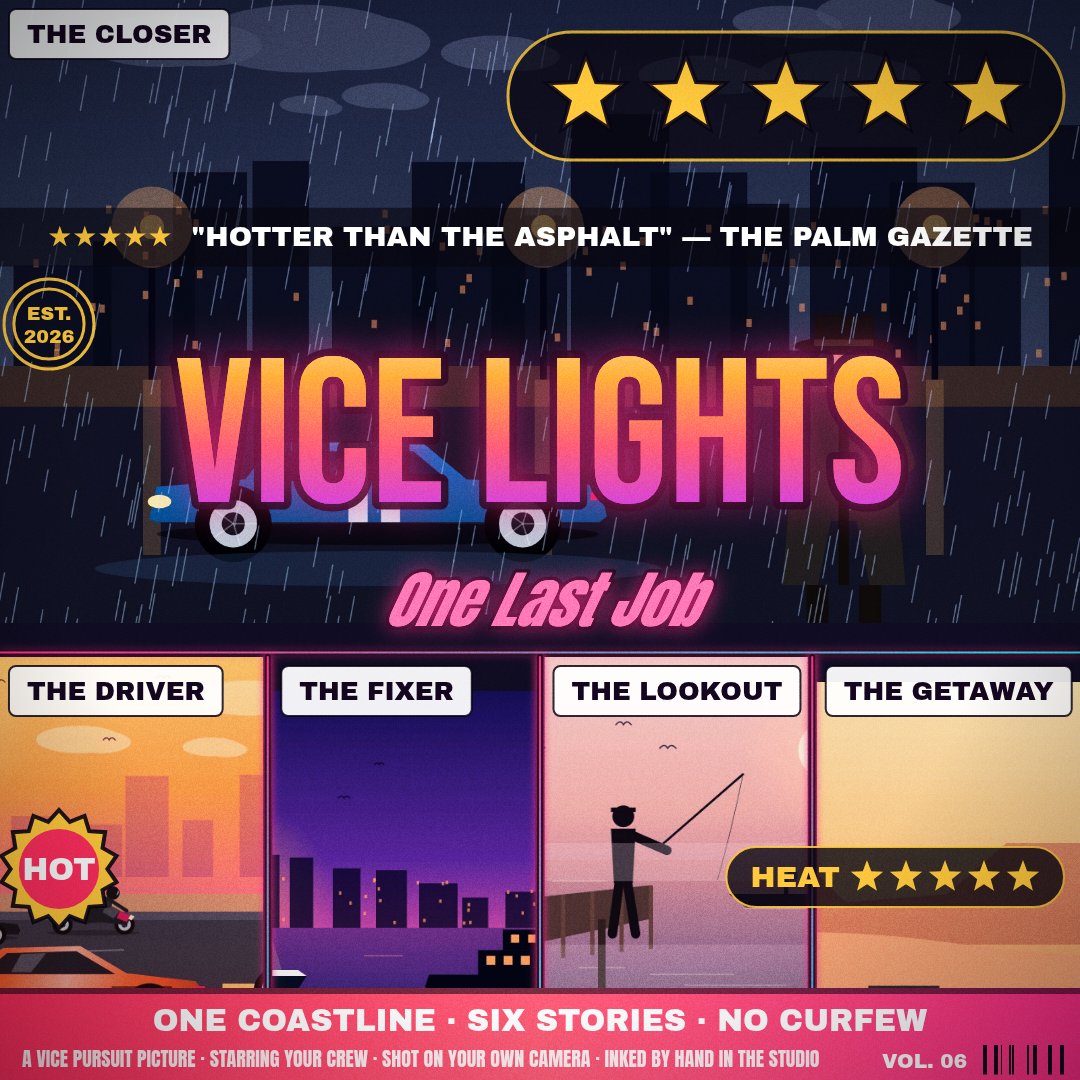 THE CLOSER
★★★★★
★★★★★ "HOTTER THAN THE ASPHALT" — THE PALM GAZETTE
EST.
2026
VICE LIGHTS
One Last Job
THE DRIVER
THE FIXER
THE LOOKOUT
THE GETAWAY
HOT
HEAT ★★★★★
ONE COASTLINE · SIX STORIES · NO CURFEW
A VICE PURSUIT PICTURE · STARRING YOUR CREW · SHOT ON YOUR OWN CAMERA · INKED BY HAND IN THE STUDIO
VOL. 06